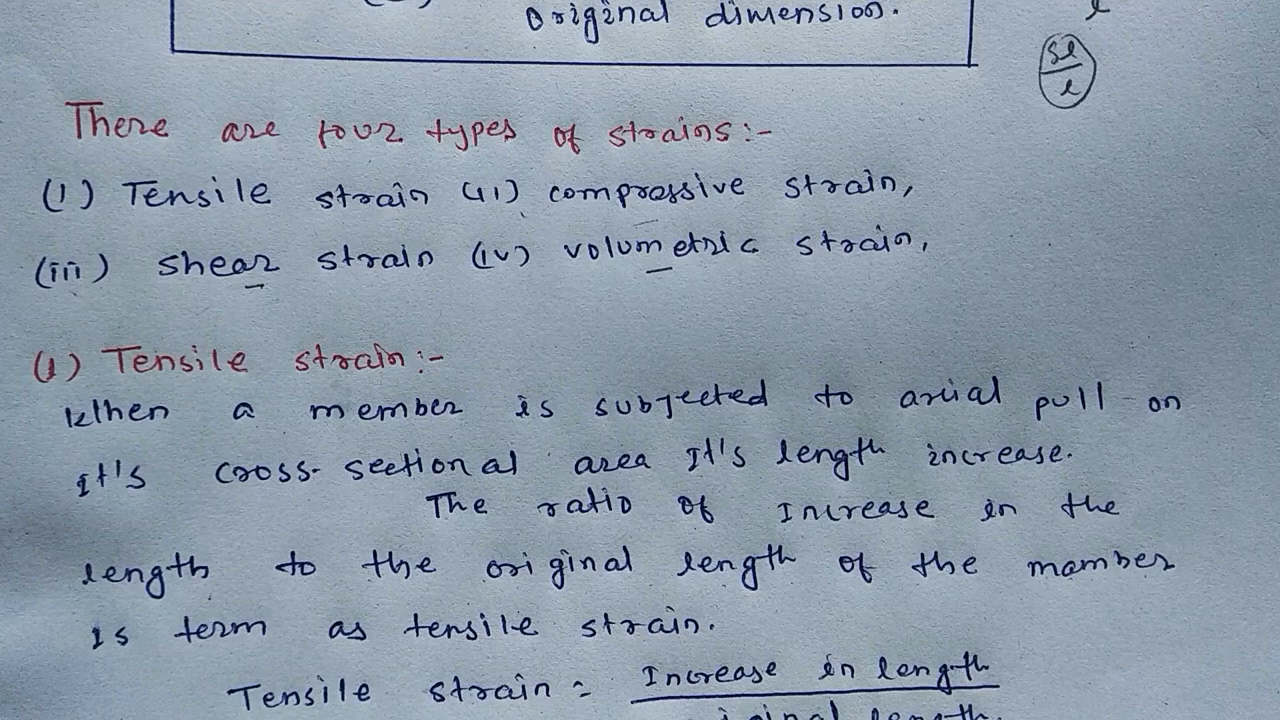 original dimension.
l
δl
l
There are four types of strains:-
(i) Tensile strain (ii) compressive strain,
(iii) shear strain (iv) volumetric strain,
(1) Tensile strain:-
When a member is subjected to axial pull on
it's cross-sectional area It's length increase.
The ratio of Increase in the
length to the original length of the mamber
is term as tensile strain.
Tensile strain = Increase in length
length.